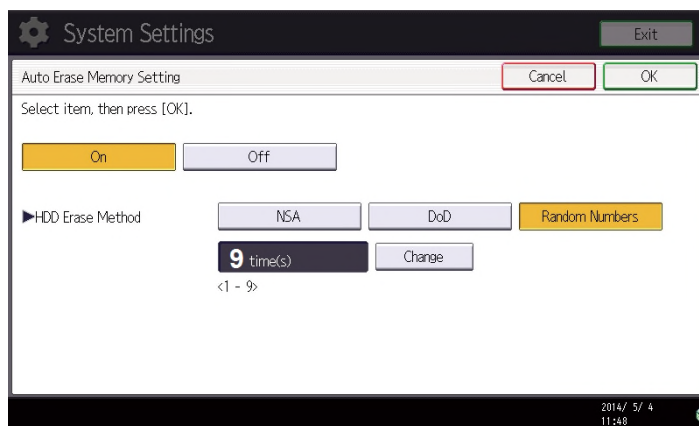 System Settings Exit
Auto Erase Memory Setting Cancel OK
Select item, then press [OK].
On Off
▶HDD Erase Method NSA DoD Random Numbers
9 time(s) Change
<1 - 9>
2014/ 5/ 4
11:48